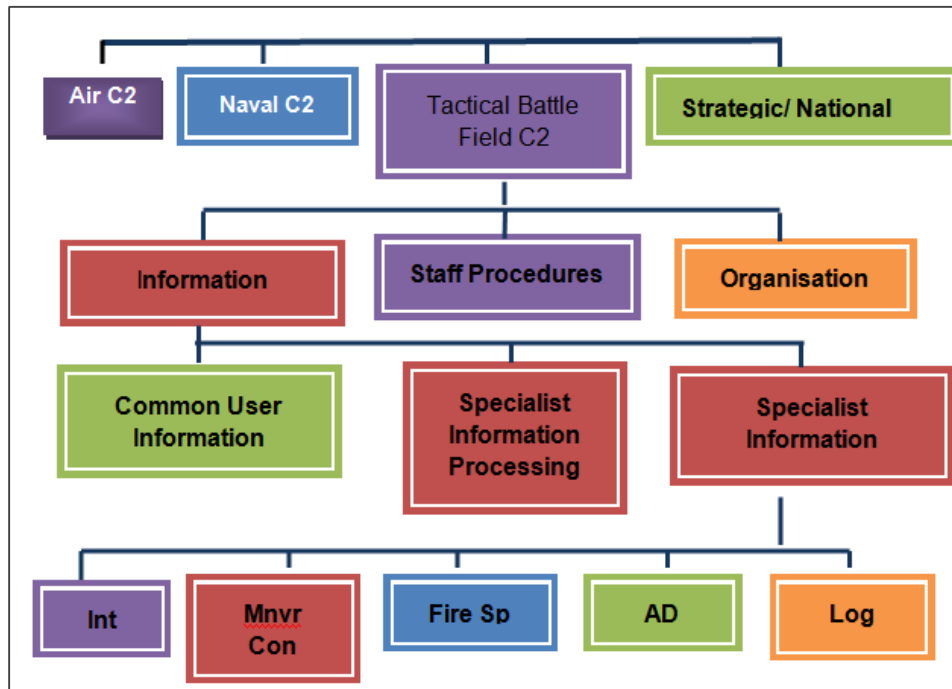 Air C2
Naval C2
Tactical Battle
Field C2
Strategic/ National
Information
Staff Procedures
Organisation
Common User
Information
Specialist
Information
Processing
Specialist
Information
Int
Mnvr
Con
Fire Sp
AD
Log